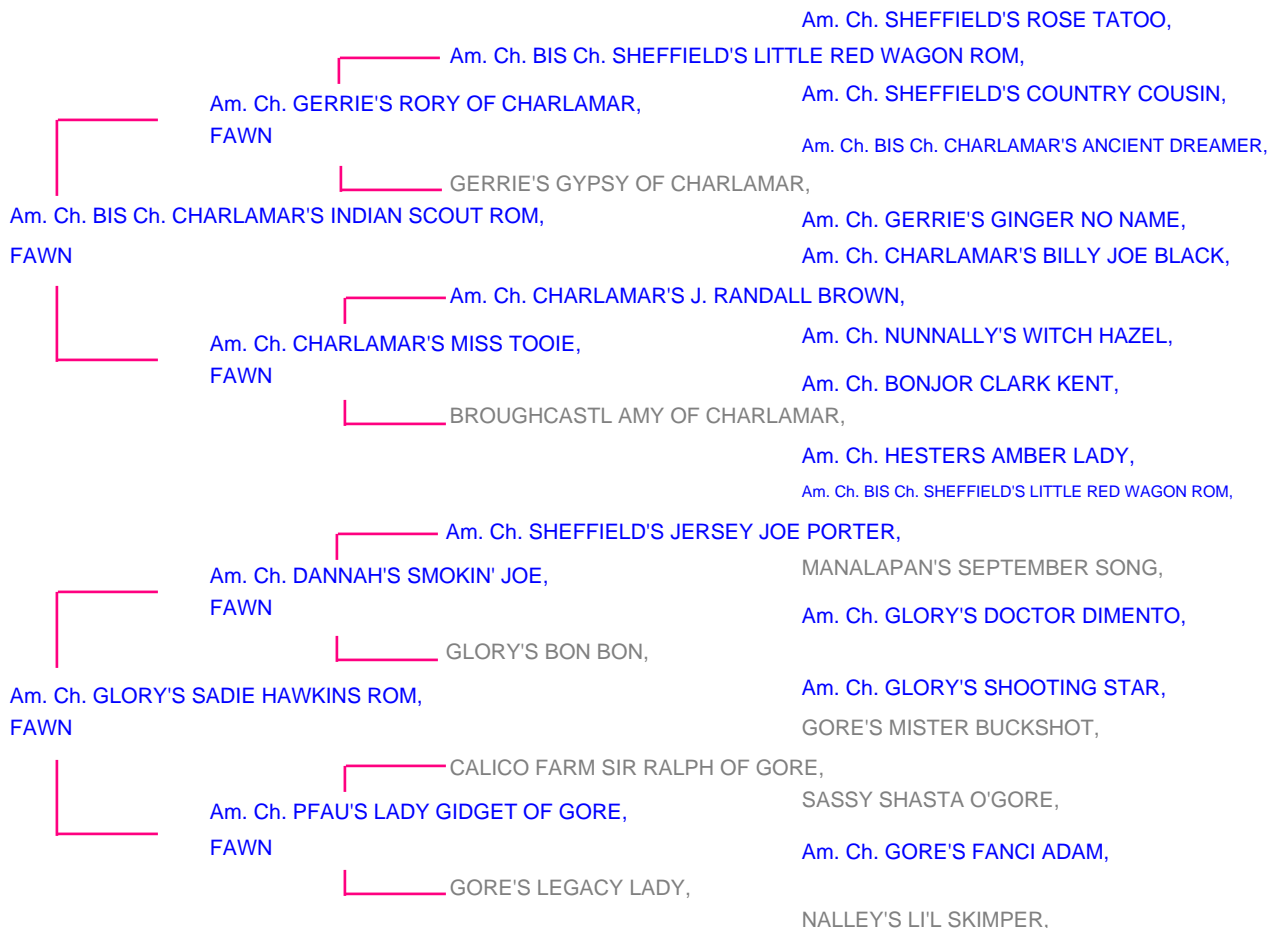 Am. Ch. SHEFFIELD'S ROSE TATOO,
Am. Ch. BIS Ch. SHEFFIELD'S LITTLE RED WAGON ROM,
Am. Ch. SHEFFIELD'S COUNTRY COUSIN,
Am. Ch. GERRIE'S RORY OF CHARLAMAR,
FAWN
Am. Ch. BIS Ch. CHARLAMAR'S ANCIENT DREAMER,
GERRIE'S GYPSY OF CHARLAMAR,
Am. Ch. BIS Ch. CHARLAMAR'S INDIAN SCOUT ROM,
FAWN
Am. Ch. GERRIE'S GINGER NO NAME,
Am. Ch. CHARLAMAR'S BILLY JOE BLACK,
Am. Ch. CHARLAMAR'S J. RANDALL BROWN,
Am. Ch. NUNNALLY'S WITCH HAZEL,
Am. Ch. CHARLAMAR'S MISS TOOIE,
FAWN
Am. Ch. BONJOR CLARK KENT,
BROUGHCASTL AMY OF CHARLAMAR,
Am. Ch. HESTERS AMBER LADY,
Am. Ch. BIS Ch. SHEFFIELD'S LITTLE RED WAGON ROM,
Am. Ch. SHEFFIELD'S JERSEY JOE PORTER,
MANALAPAN'S SEPTEMBER SONG,
Am. Ch. DANNAH'S SMOKIN' JOE,
FAWN
Am. Ch. GLORY'S DOCTOR DIMENTO,
GLORY'S BON BON,
Am. Ch. GLORY'S SADIE HAWKINS ROM,
FAWN
Am. Ch. GLORY'S SHOOTING STAR,
GORE'S MISTER BUCKSHOT,
CALICO FARM SIR RALPH OF GORE,
SASSY SHASTA O'GORE,
Am. Ch. PFAU'S LADY GIDGET OF GORE,
FAWN
Am. Ch. GORE'S FANCI ADAM,
GORE'S LEGACY LADY,
NALLEY'S LI'L SKIMPER,